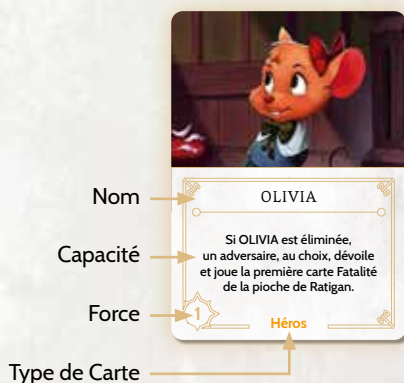 Nom
OLIVIA
Capacité
Si OLIVIA est éliminée,
un adversaire, au choix, dévoile
et joue la première carte Fatalité
de la pioche de Ratigan.
Force
1
Héros
Type de Carte